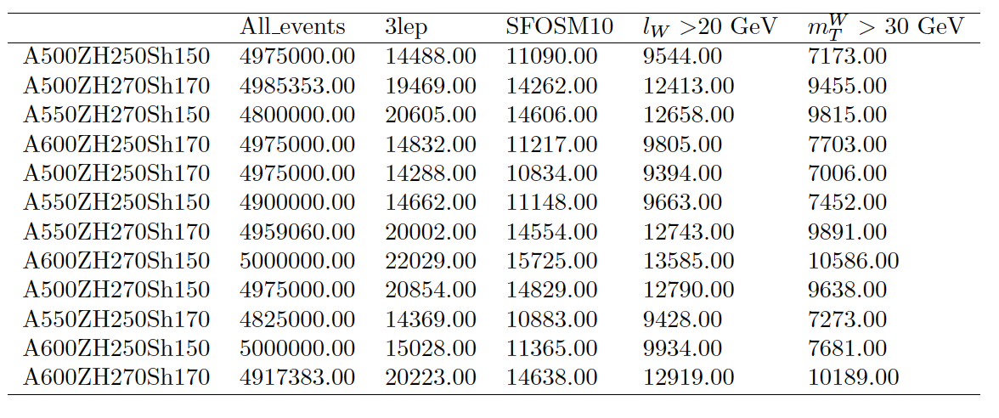 All_events 3lep SFOSM10 l_W >20 GeV m_T^W > 30 GeV
A500ZH250Sh150 4975000.00 14488.00 11090.00 9544.00 7173.00
A500ZH270Sh170 4985353.00 19469.00 14262.00 12413.00 9455.00
A550ZH270Sh150 4800000.00 20605.00 14606.00 12658.00 9815.00
A600ZH250Sh170 4975000.00 14832.00 11217.00 9805.00 7703.00
A500ZH250Sh170 4975000.00 14288.00 10834.00 9394.00 7006.00
A550ZH250Sh150 4900000.00 14662.00 11148.00 9663.00 7452.00
A550ZH270Sh170 4959060.00 20002.00 14554.00 12743.00 9891.00
A600ZH270Sh150 5000000.00 22029.00 15725.00 13585.00 10586.00
A500ZH270Sh150 4975000.00 20854.00 14829.00 12790.00 9638.00
A550ZH250Sh170 4825000.00 14369.00 10883.00 9428.00 7273.00
A600ZH250Sh150 5000000.00 15028.00 11365.00 9934.00 7681.00
A600ZH270Sh170 4917383.00 20223.00 14638.00 12919.00 10189.00